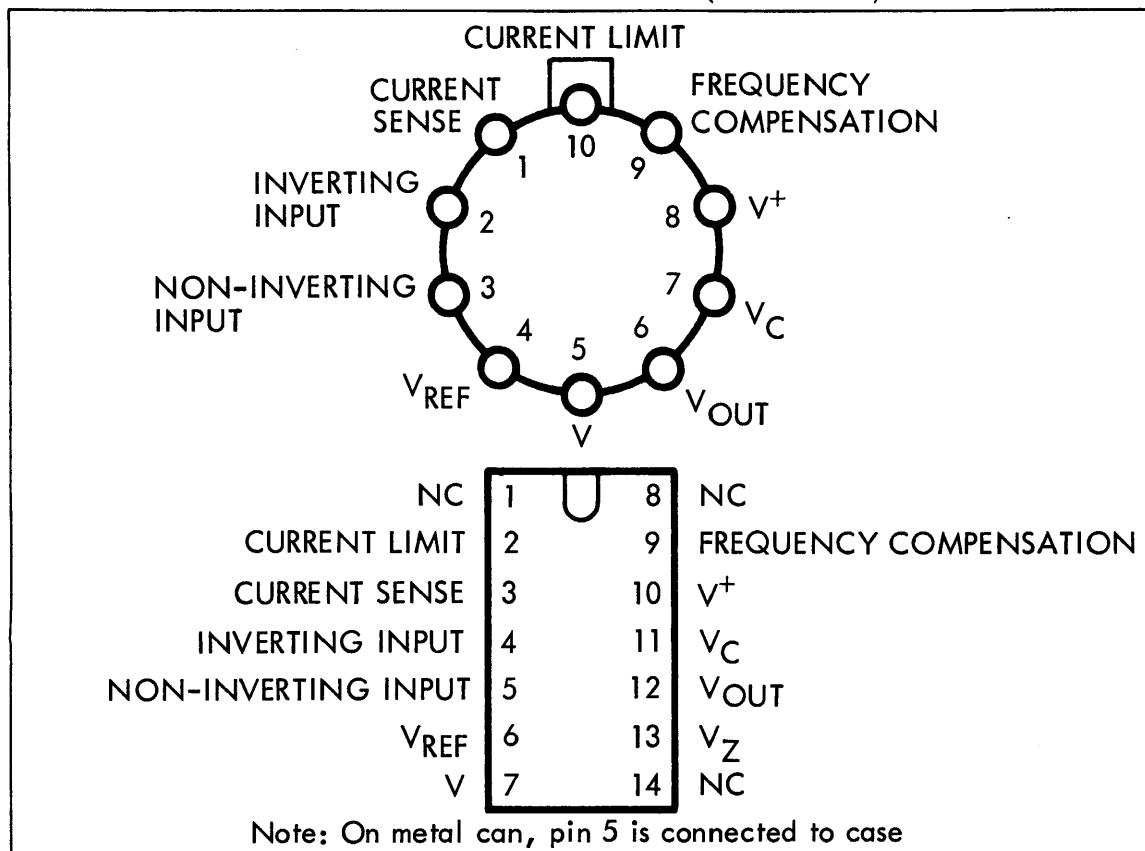 CURRENT LIMIT
CURRENT SENSE
FREQUENCY COMPENSATION
10
1
9
INVERTING INPUT
2
8
V+
NON-INVERTING INPUT
3
7
VC
4
5
6
VREF
VOUT
V
NC 1 8 NC
CURRENT LIMIT 2 9 FREQUENCY COMPENSATION
CURRENT SENSE 3 10 V+
INVERTING INPUT 4 11 VC
NON-INVERTING INPUT 5 12 VOUT
VREF 6 13 VZ
V 7 14 NC
Note: On metal can, pin 5 is connected to case